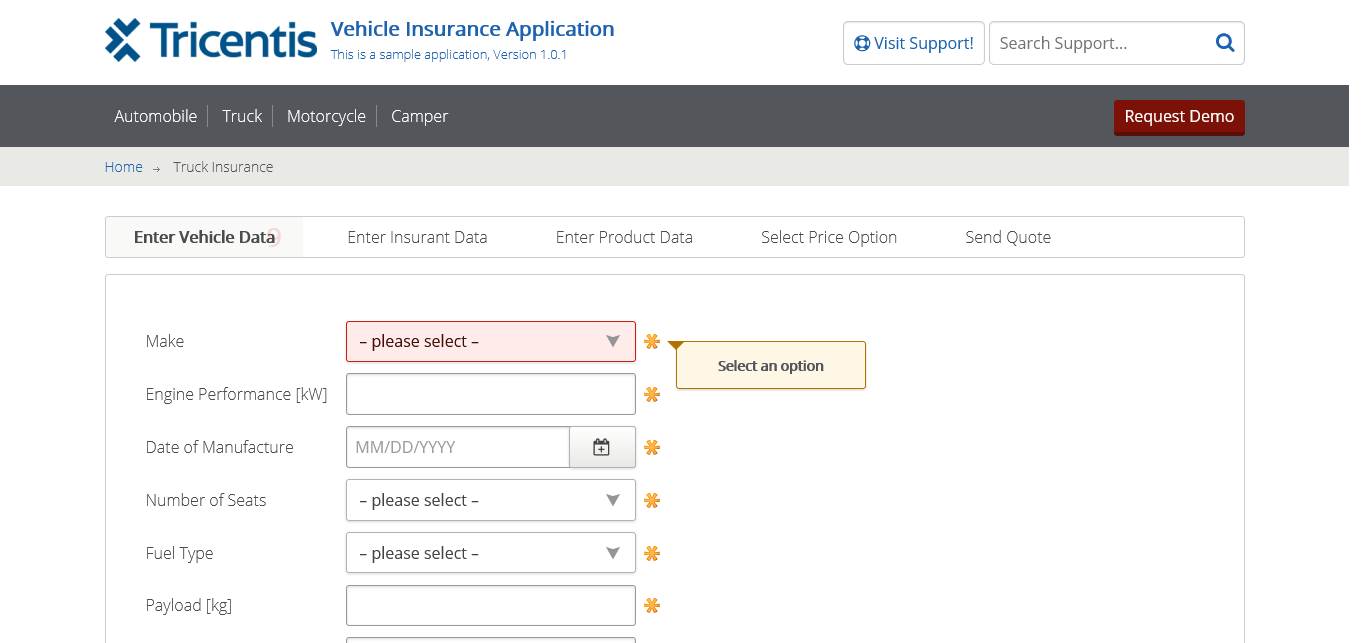 Tricentis
Vehicle Insurance Application
This is a sample application, Version 1.0.1
Visit Support!
Search Support...
Automobile
Truck
Motorcycle
Camper
Request Demo
Home → Truck Insurance
Enter Vehicle Data 9
Enter Insurant Data
Enter Product Data
Select Price Option
Send Quote
Make
– please select –
Select an option
Engine Performance [kW]
Date of Manufacture
MM/DD/YYYY
Number of Seats
– please select –
Fuel Type
– please select –
Payload [kg]